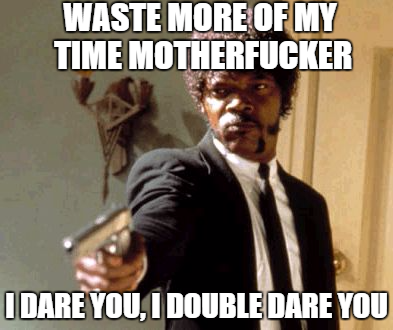 WASTE MORE OF MY
TIME MOTHERFUCKER
I DARE YOU, I DOUBLE DARE YOU